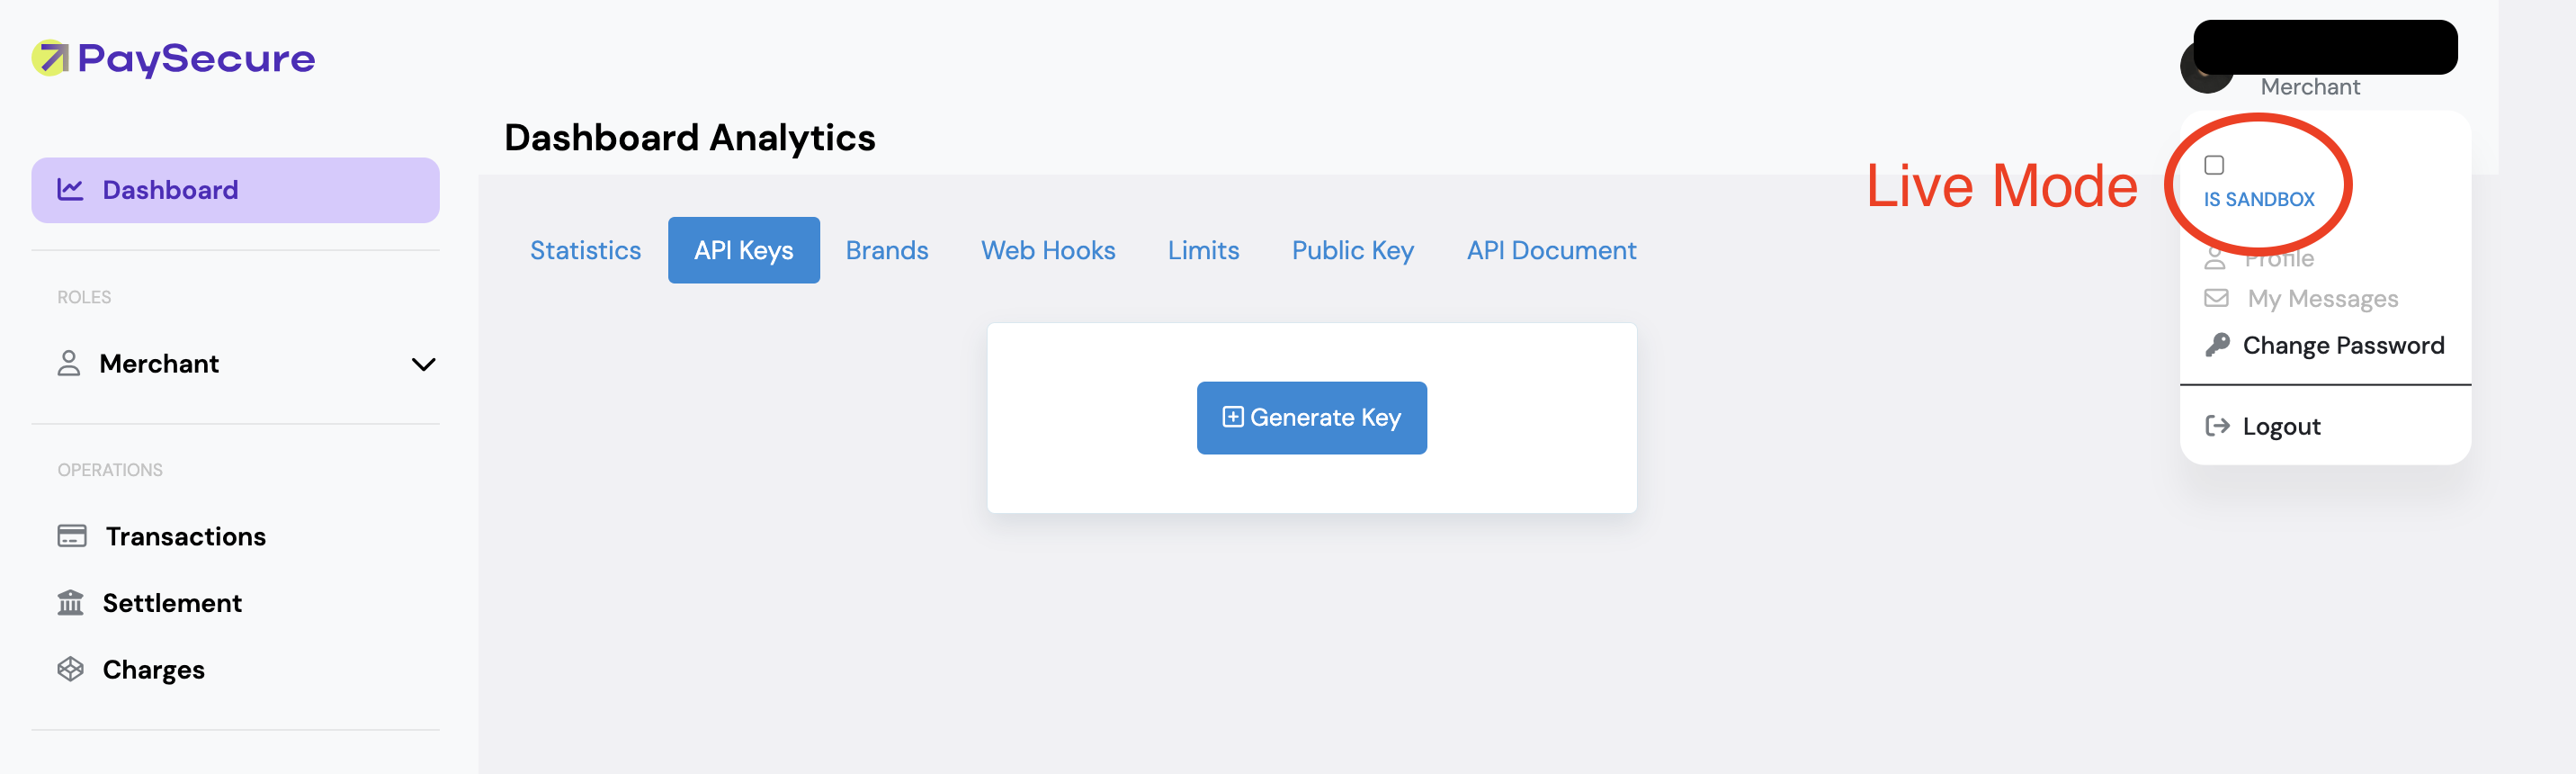 PaySecure
Merchant
Dashboard Analytics
Live Mode
IS SANDBOX
Dashboard
Statistics API Keys Brands Web Hooks Limits Public Key API Document
Profile
My Messages
Change Password
Logout
ROLES
Merchant
Generate Key
OPERATIONS
Transactions
Settlement
Charges